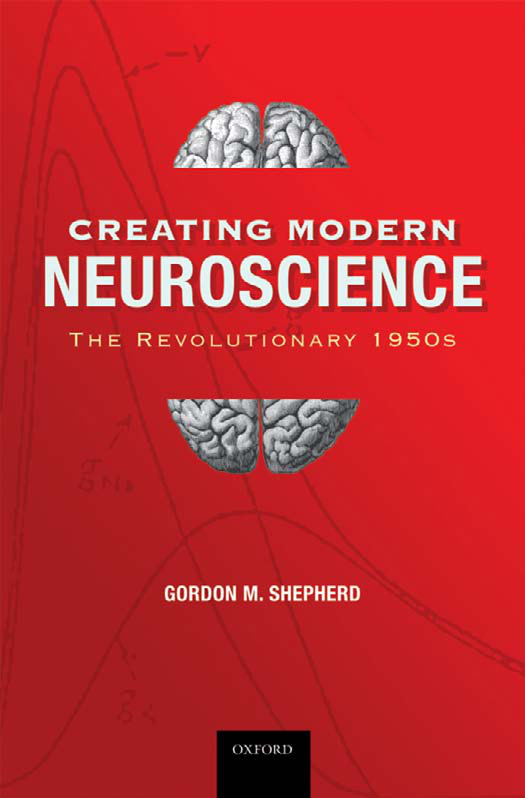 -V
CREATING MODERN
NEUROSCIENCE
THE REVOLUTIONARY 1950s
GORDON M. SHEPHERD
OXFORD